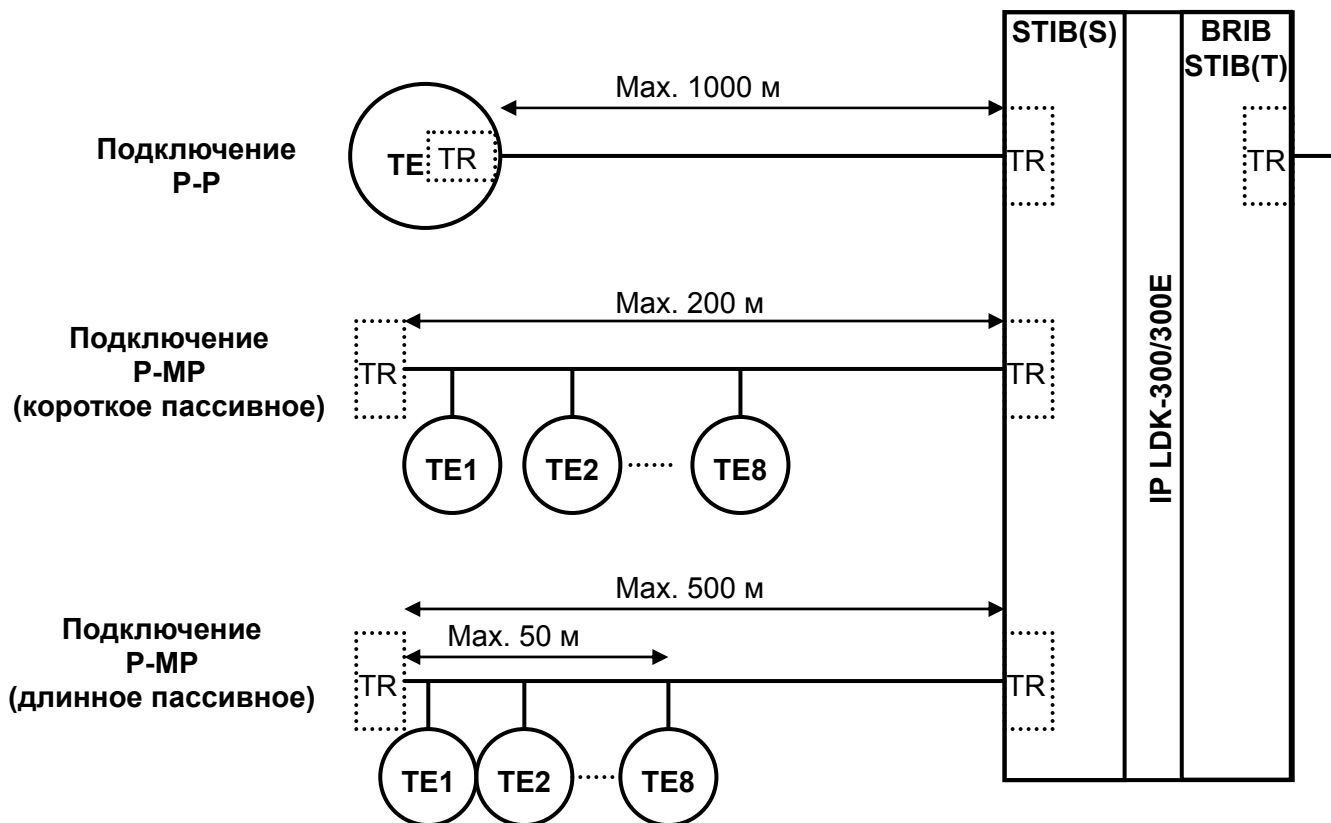 STIB(S)
BRIB
STIB(T)
Max. 1000 м
Подключение
P-P
TE
TR
TR
TR
IP LDK-300/300E
Max. 200 м
Подключение
P-MP
(короткое пассивное)
TR
TR
TE1
TE2
......
TE8
Max. 500 м
Подключение
P-MP
(длинное пассивное)
Max. 50 м
TR
TR
TE1
TE2
......
TE8